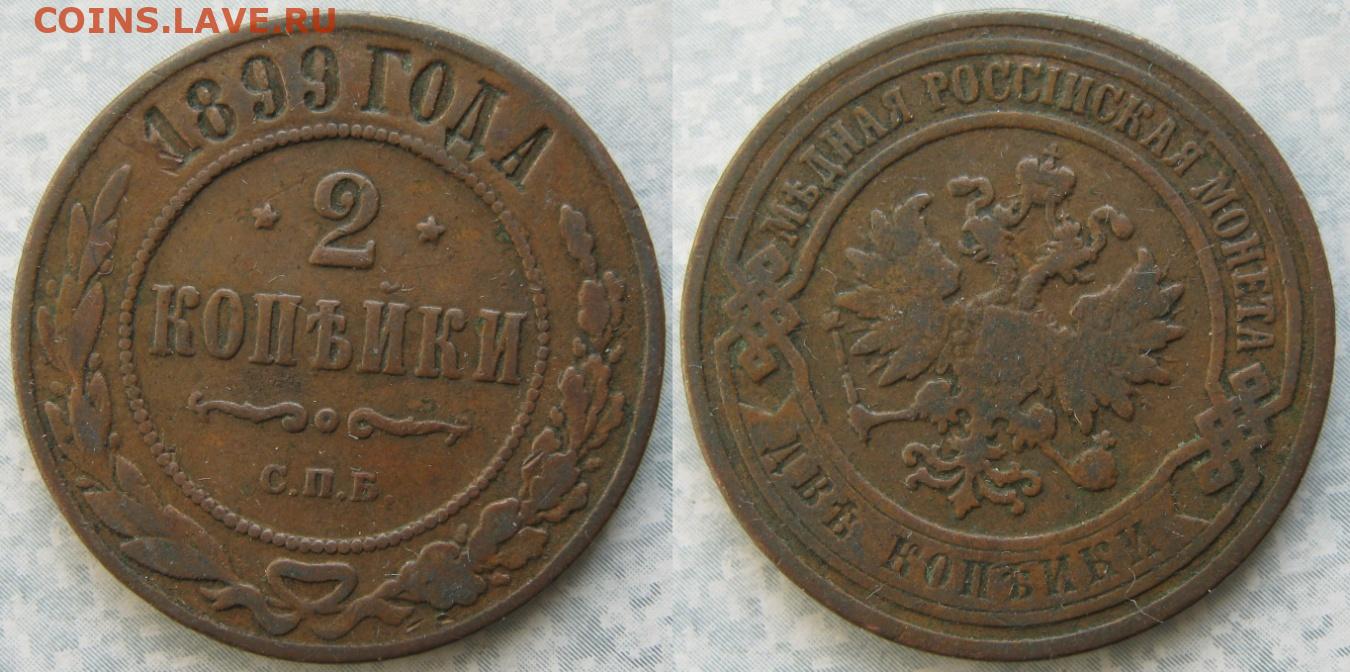 COINS.LAVE.RU
1899 ГОДА
2
КОПѢЙКИ
С.П.Б.
МѢДНАЯ РОССІЙСКАЯ МОНЕТА
ДВѢ КОПѢЙКИ